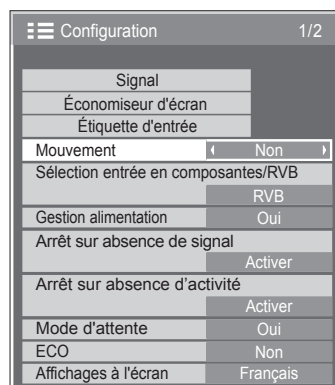 Configuration 1/2
Signal
Économiseur d'écran
Étiquette d'entrée
Mouvement Non
Sélection entrée en composantes/RVB
RVB
Gestion alimentation Oui
Arrêt sur absence de signal
Activer
Arrêt sur absence d'activité
Activer
Mode d'attente Oui
ECO Non
Affichages à l'écran Français